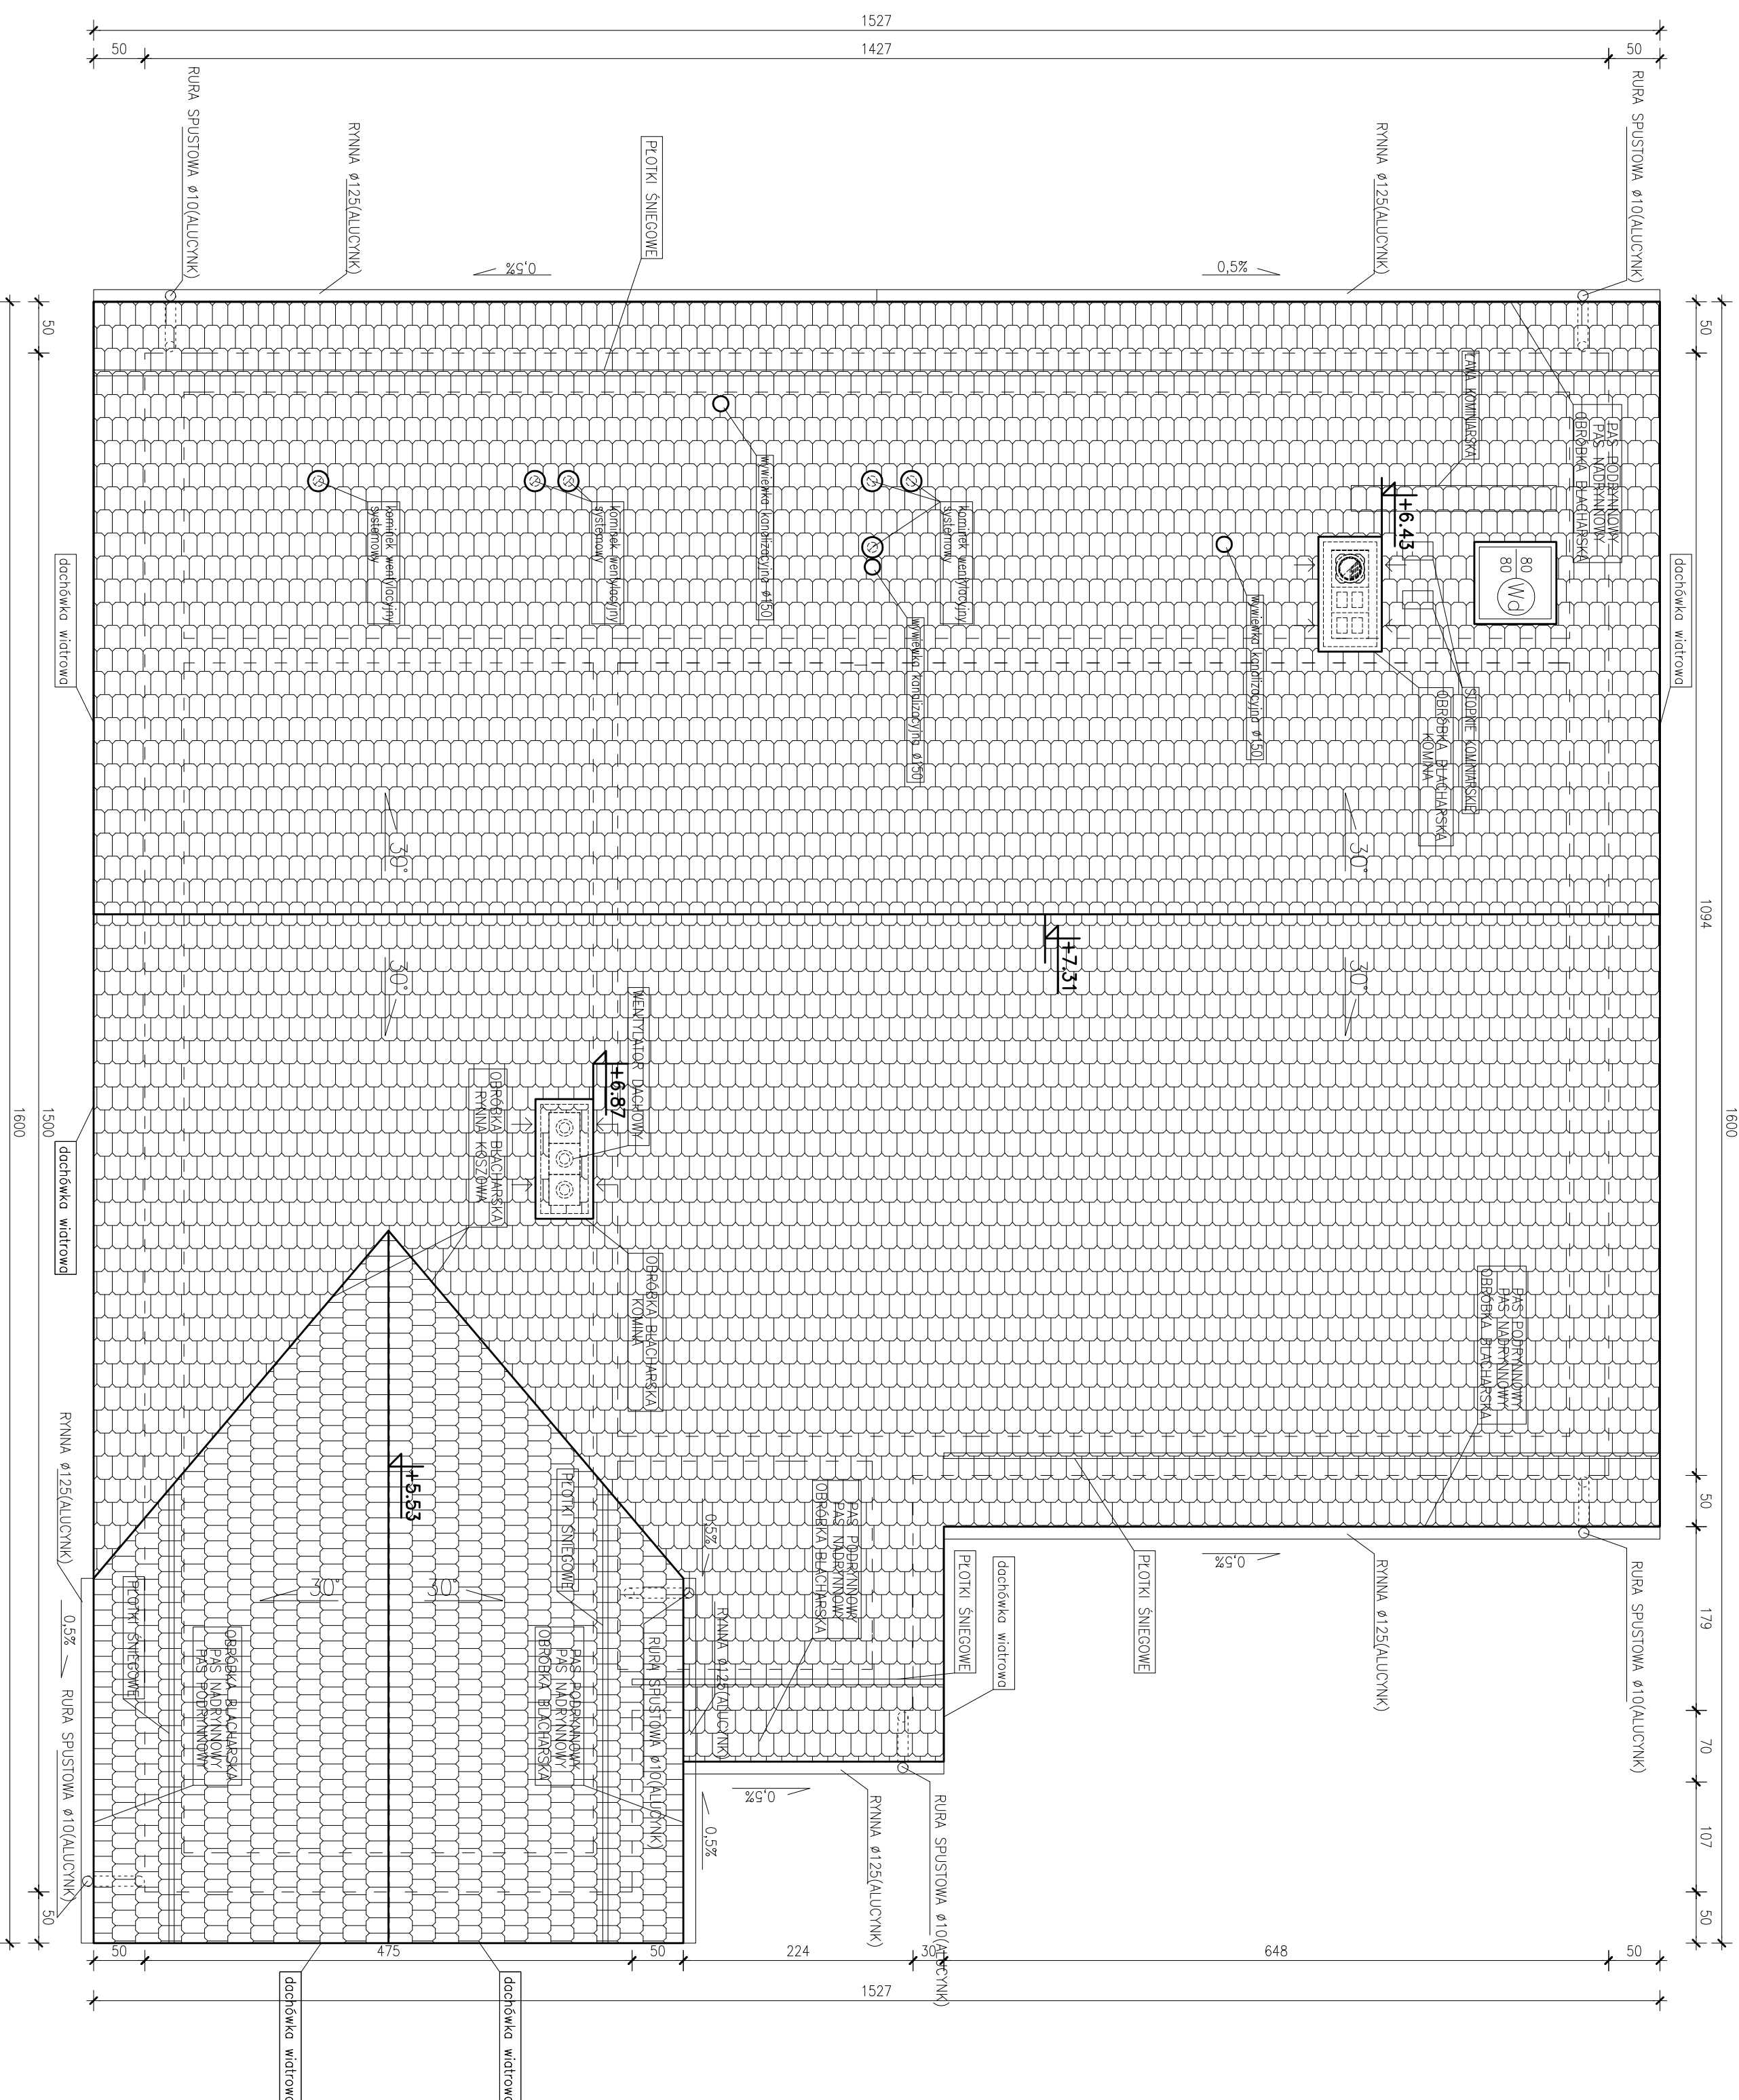 1527
50
1427
50
RURA SPUSTOWA ø10(ALUCYNK)
RYNNA ø125(ALUCYNK)
PŁOTKI ŚNIEGOWE
RYNNA ø125(ALUCYNK)
RURA SPUSTOWA ø10(ALUCYNK)
0,5%
0,5%
50
50
ŁAWA KOMINIARSKA
PAS PODRYNNOWY
PAS NADRYNNOWY
OBRÓBKA BLACHARSKA
+6.43
80
80
Wd
dachówka wiatrowa
dachówka wiatrowa
kominek wentylacyjny
systemowy
kominek wentylacyjny
systemowy
wywiewka kanalizacyjna ø150
kominek wentylacyjny
systemowy
wywiewka kanalizacyjna ø150
wywiewka kanalizacyjna ø150
STOPNIE KOMINIARSKIE
OBRÓBKA BLACHARSKA
KOMINA
30°
30°
1094
+7.31
30°
30°
WENTYLATOR DACHOWY
+6.87
OBRÓBKA BLACHARSKA
RYNNA KOSZOWA
1600
1500
1600
dachówka wiatrowa
OBRÓBKA BLACHARSKA
KOMINA
PAS PODRYNNOWY
PAS NADRYNNOWY
OBRÓBKA BLACHARSKA
RYNNA ø125(ALUCYNK)
+5.53
PŁOTKI ŚNIEGOWE
0,5%
PAS PODRYNNOWY
PAS NADRYNNOWY
OBRÓBKA BLACHARSKA
50
PŁOTKI ŚNIEGOWE
dachówka wiatrowa
PŁOTKI ŚNIEGOWE
0,5%
RYNNA ø125(ALUCYNK)
RURA SPUSTOWA ø10(ALUCYNK)
179
PŁOTKI ŚNIEGOWE
30°
30°
0,5%
RURA SPUSTOWA ø10(ALUCYNK)
OBRÓBKA BLACHARSKA
PAS NADRYNNOWY
PAS PODRYNNOWY
PAS PODRYNNOWY
PAS NADRYNNOWY
OBRÓBKA BLACHARSKA
RURA SPUSTOWA ø10(ALUCYNK)
RYNNA ø125(ALUCYNK)
0,5%
0,5%
RYNNA ø125(ALUCYNK)
RURA SPUSTOWA ø10(ALUCYNK)
70
107
50
50
50
475
50
224
30
648
50
1527
dachówka wiatrowa
dachówka wiatrowa